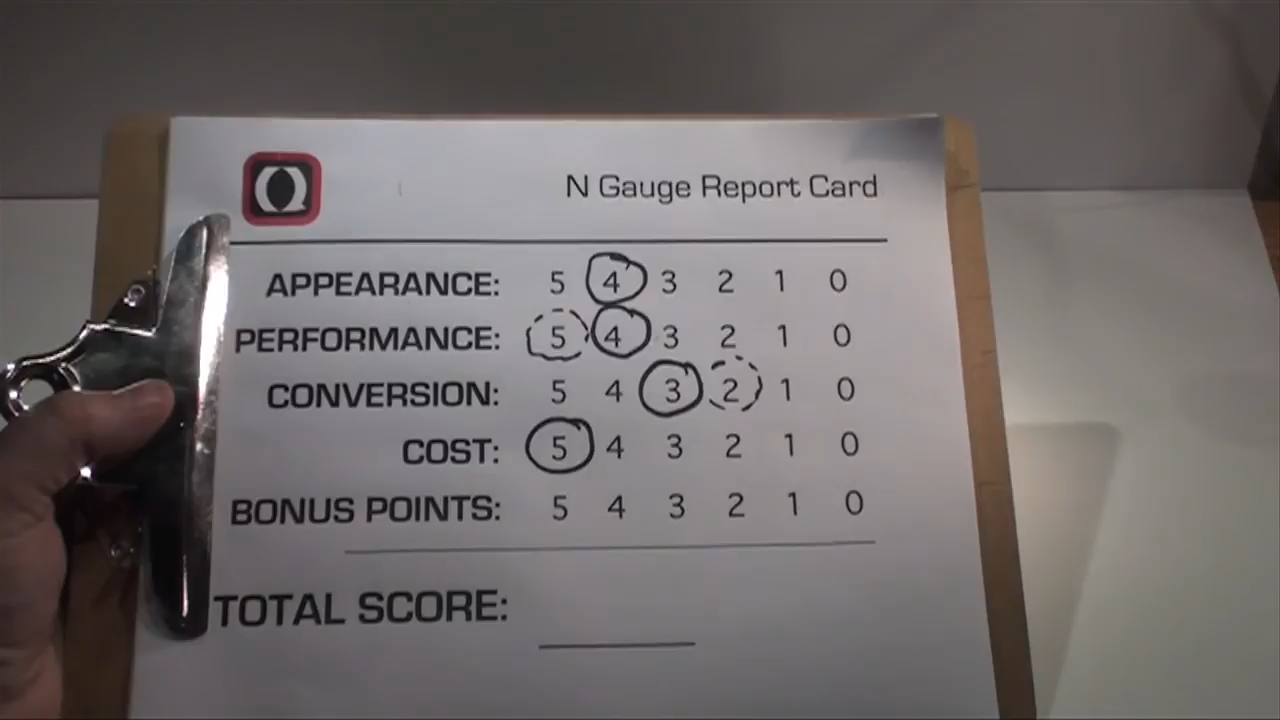 N Gauge Report Card
APPEARANCE: 5 4 3 2 1 0
PERFORMANCE: 5 4 3 2 1 0
CONVERSION: 5 4 3 2 1 0
COST: 5 4 3 2 1 0
BONUS POINTS: 5 4 3 2 1 0
TOTAL SCORE: